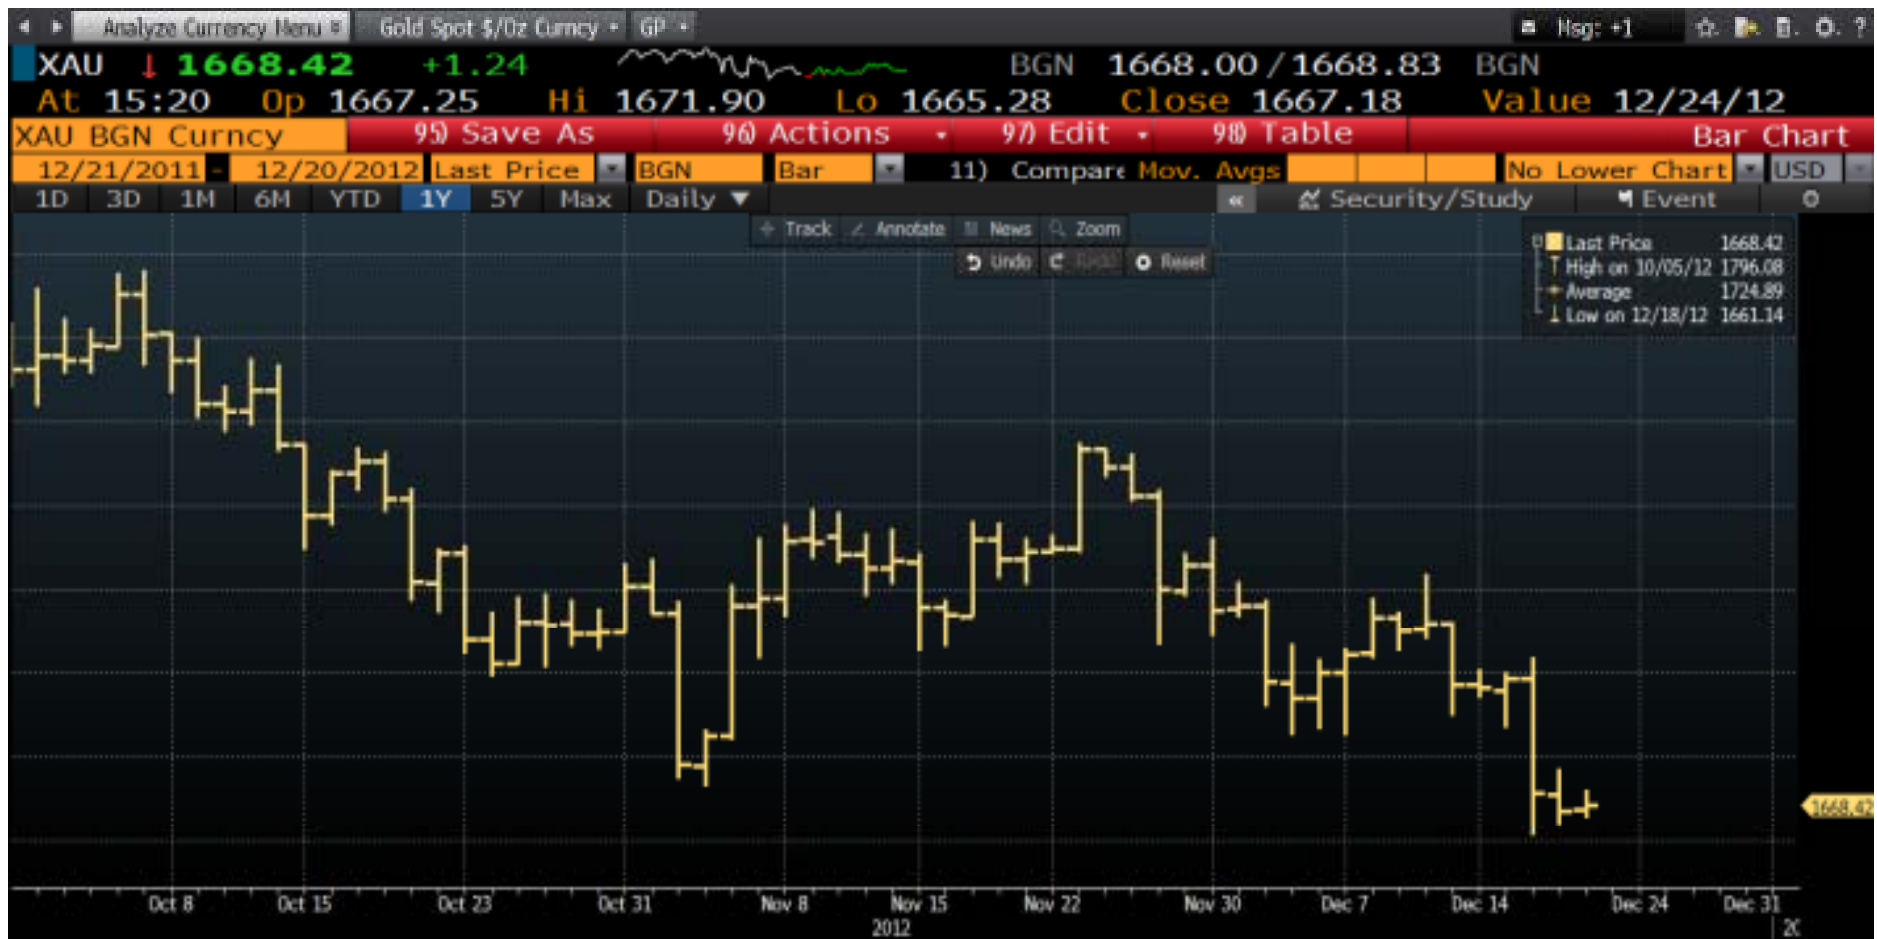 Analyze Currency Menu Gold Spot $/Oz Curncy GP Msg: +1 ?
XAU 1668.42 +1.24 BGN 1668.00 / 1668.83 BGN
At 15:20 Op 1667.25 Hi 1671.90 Lo 1665.28 Close 1667.18 Value 12/24/12
XAU BGN Curncy 95) Save As 96) Actions 97) Edit 98) Table Bar Chart
12/21/2011 - 12/20/2012 Last Price BGN Bar 11) Compare Mov. Avgs No Lower Chart USD
1D 3D 1M 6M YTD 1Y 5Y Max Daily « Security/Study Event
Track Annotate News Zoom
Undo Reset
Last Price 1668.42
High on 10/05/12 1796.08
Average 1724.89
Low on 12/18/12 1661.14
1668.42
Oct 8 Oct 15 Oct 23 Oct 31 Nov 8 Nov 15 Nov 22 Nov 30 Dec 7 Dec 14 Dec 24 Dec 31
2012